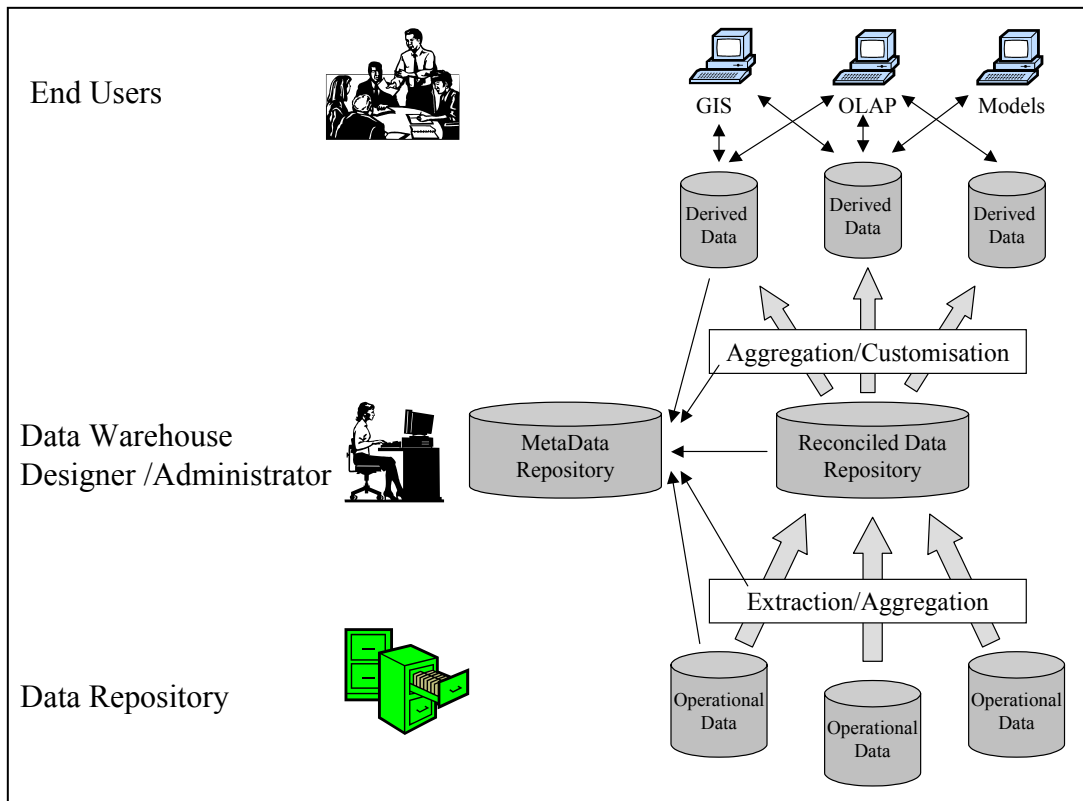 End Users
GIS
OLAP
Models
Derived
Data
Derived
Data
Derived
Data
Aggregation/Customisation
Data Warehouse
Designer /Administrator
MetaData
Repository
Reconciled Data
Repository
Extraction/Aggregation
Data Repository
Operational
Data
Operational
Data
Operational
Data